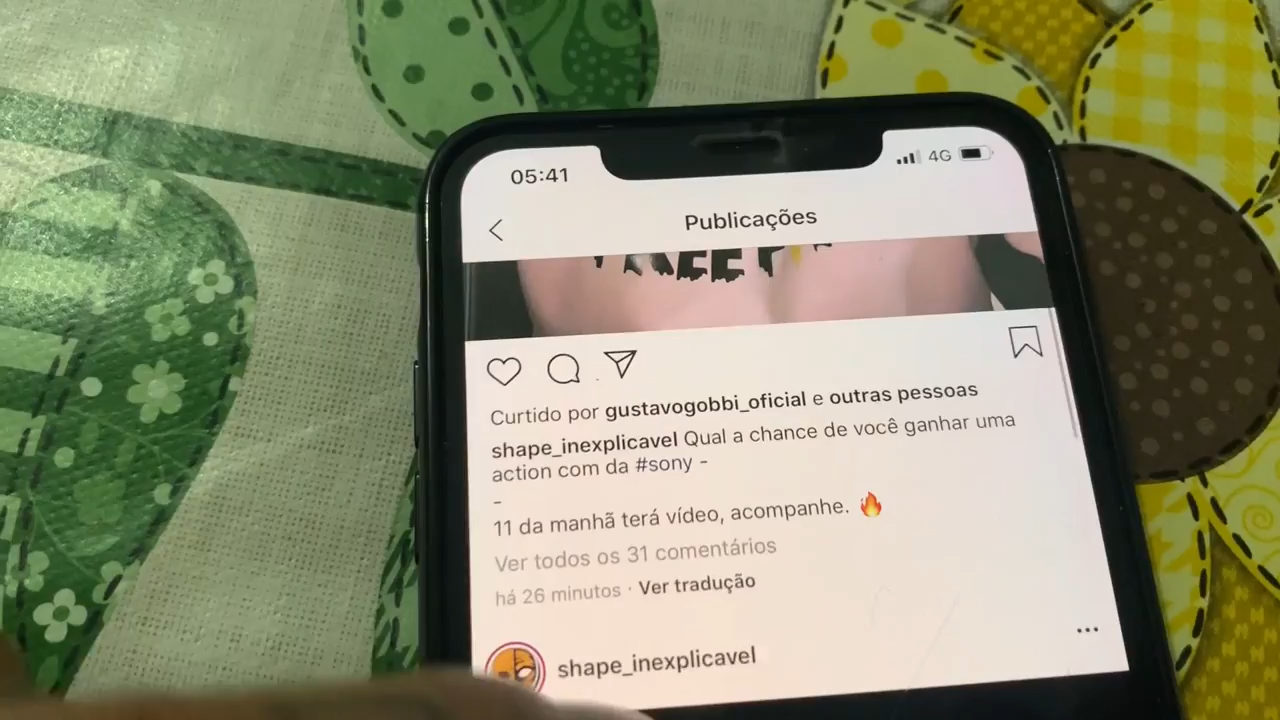 05:41
4G
Publicações
Curtido por gustavogobbi_oficial e outras pessoas
shape_inexplicavel Qual a chance de você ganhar uma
action com da #sony -
-
11 da manhã terá vídeo, acompanhe. 🔥
Ver todos os 31 comentários
há 26 minutos · Ver tradução
shape_inexplicavel